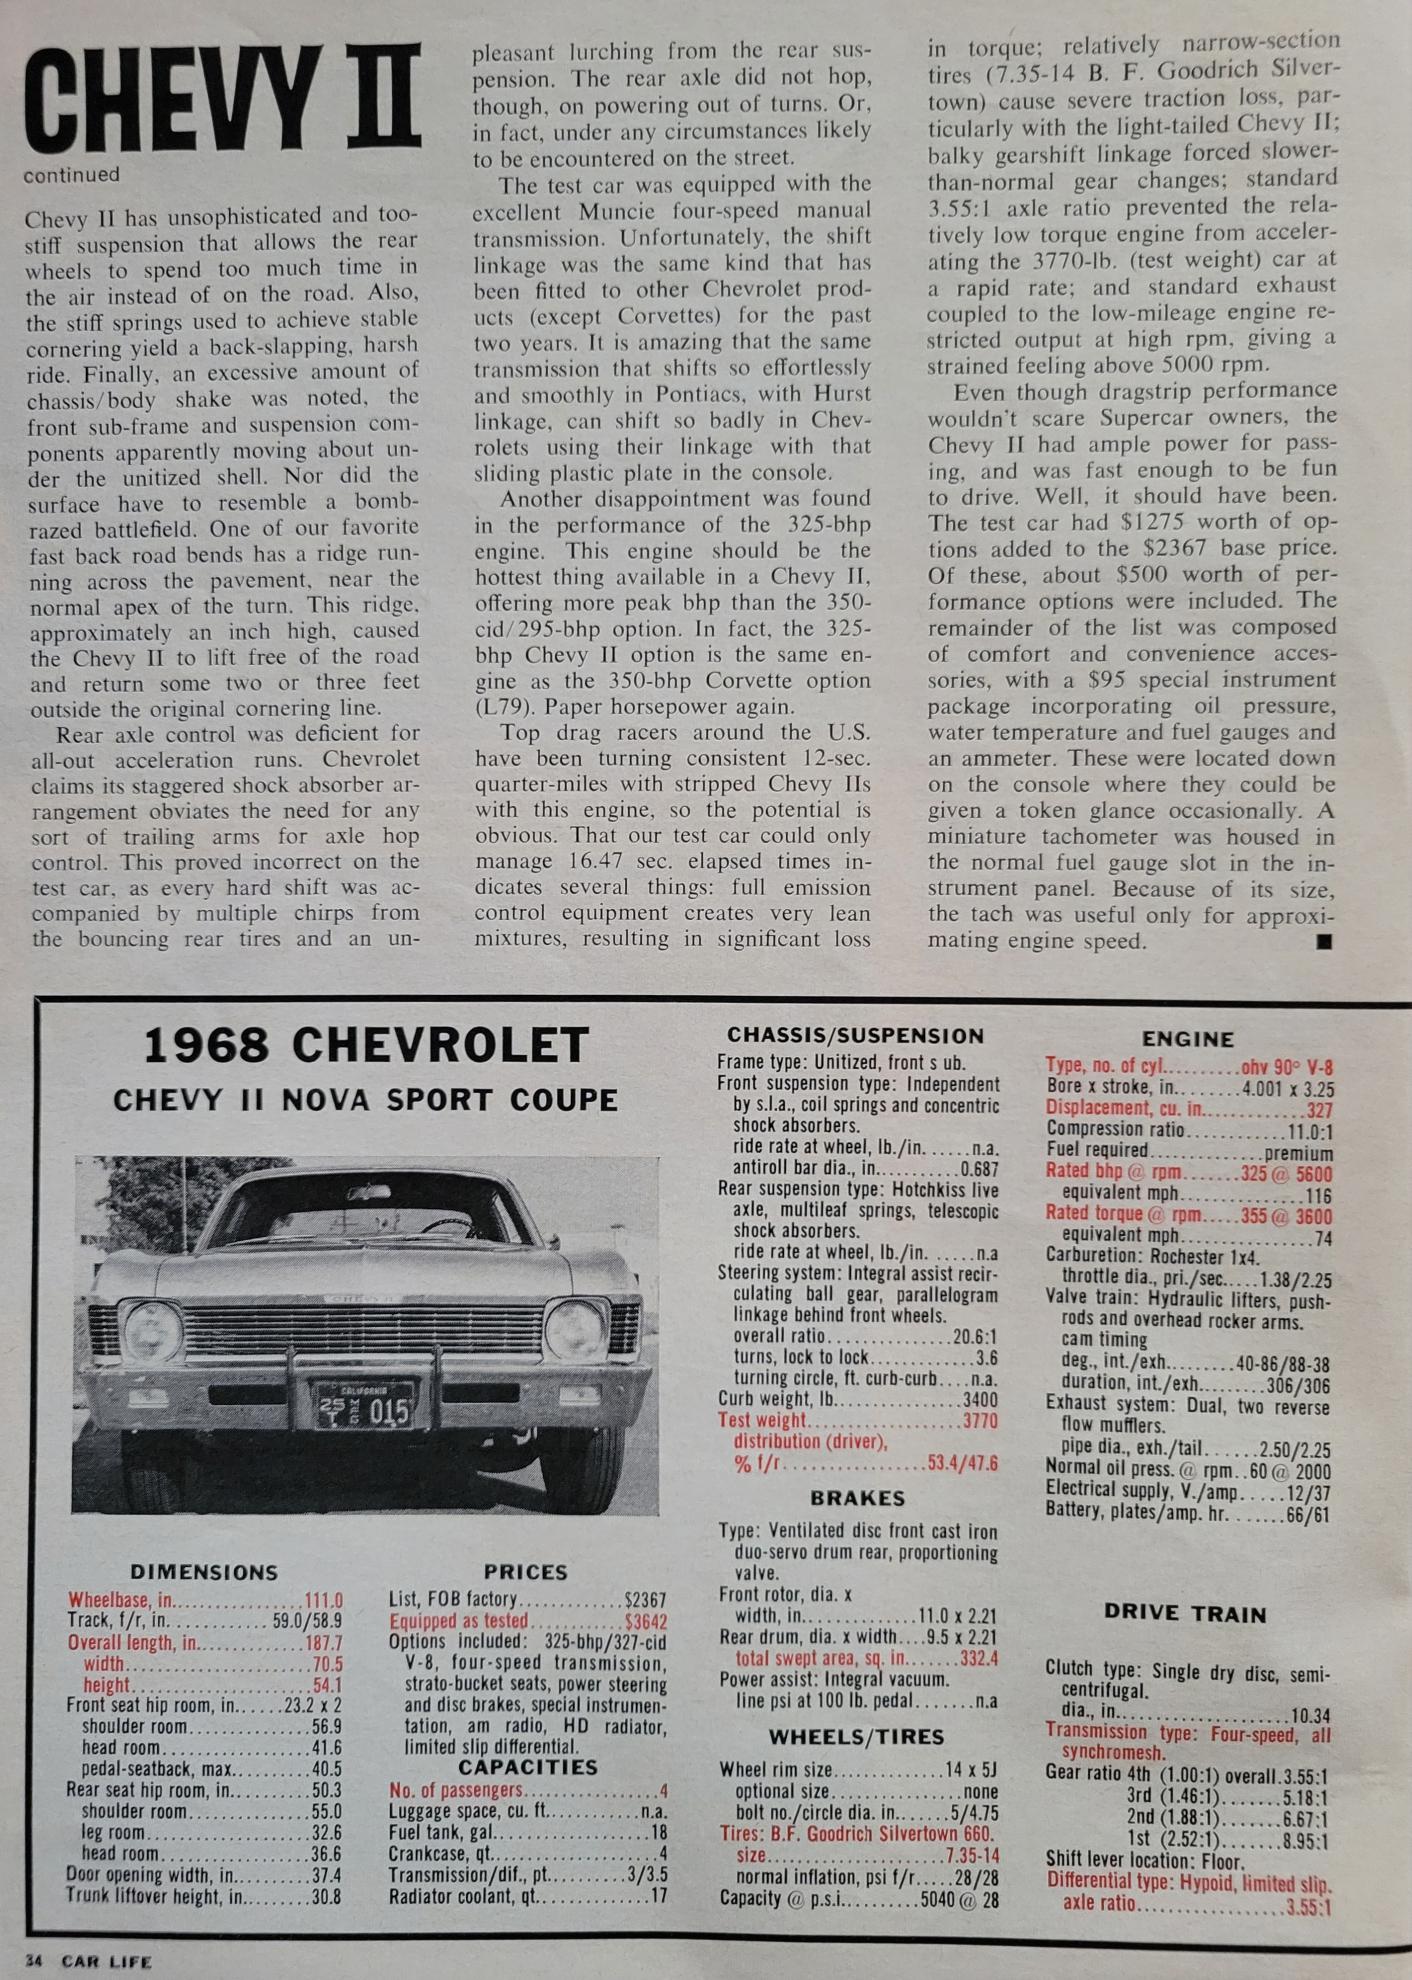 CHEVY II
continued
Chevy II has unsophisticated and too-
stiff suspension that allows the rear
wheels to spend too much time in
the air instead of on the road. Also,
the stiff springs used to achieve stable
cornering yield a back-slapping, harsh
ride. Finally, an excessive amount of
chassis/body shake was noted, the
front sub-frame and suspension com-
ponents apparently moving about un-
der the unitized shell. Nor did the
surface have to resemble a bomb-
razed battlefield. One of our favorite
fast back road bends has a ridge run-
ning across the pavement, near the
normal apex of the turn. This ridge,
approximately an inch high, caused
the Chevy II to lift free of the road
and return some two or three feet
outside the original cornering line.
Rear axle control was deficient for
all-out acceleration runs. Chevrolet
claims its staggered shock absorber ar-
rangement obviates the need for any
sort of trailing arms for axle hop
control. This proved incorrect on the
test car, as every hard shift was ac-
companied by multiple chirps from
the bouncing rear tires and an un-
pleasant lurching from the rear sus-
pension. The rear axle did not hop,
though, on powering out of turns. Or,
in fact, under any circumstances likely
to be encountered on the street.
The test car was equipped with the
excellent Muncie four-speed manual
transmission. Unfortunately, the shift
linkage was the same kind that has
been fitted to other Chevrolet prod-
ucts (except Corvettes) for the past
two years. It is amazing that the same
transmission that shifts so effortlessly
and smoothly in Pontiacs, with Hurst
linkage, can shift so badly in Chev-
rolets using their linkage with that
sliding plastic plate in the console.
Another disappointment was found
in the performance of the 325-bhp
engine. This engine should be the
hottest thing available in a Chevy II,
offering more peak bhp than the 350-
cid/295-bhp option. In fact, the 325-
bhp Chevy II option is the same en-
gine as the 350-bhp Corvette option
(L79). Paper horsepower again.
Top drag racers around the U.S.
have been turning consistent 12-sec.
quarter-miles with stripped Chevy IIs
with this engine, so the potential is
obvious. That our test car could only
manage 16.47 sec. elapsed times in-
dicates several things: full emission
control equipment creates very lean
mixtures, resulting in significant loss
in torque; relatively narrow-section
tires (7.35-14 B. F. Goodrich Silver-
town) cause severe traction loss, par-
ticularly with the light-tailed Chevy II;
balky gearshift linkage forced slower-
than-normal gear changes; standard
3.55:1 axle ratio prevented the rela-
tively low torque engine from acceler-
ating the 3770-lb. (test weight) car at
a rapid rate; and standard exhaust
coupled to the low-mileage engine re-
stricted output at high rpm, giving a
strained feeling above 5000 rpm.
Even though dragstrip performance
wouldn't scare Supercar owners, the
Chevy II had ample power for pass-
ing, and was fast enough to be fun
to drive. Well, it should have been.
The test car had $1275 worth of op-
tions added to the $2367 base price.
Of these, about $500 worth of per-
formance options were included. The
remainder of the list was composed
of comfort and convenience acces-
sories, with a $95 special instrument
package incorporating oil pressure,
water temperature and fuel gauges and
an ammeter. These were located down
on the console where they could be
given a token glance occasionally. A
miniature tachometer was housed in
the normal fuel gauge slot in the in-
strument panel. Because of its size,
the tach was useful only for approxi-
mating engine speed. ■
1968 CHEVROLET
CHEVY II NOVA SPORT COUPE
CALIFORNIA
25 015
DIMENSIONS
Wheelbase, in.................111.0
Track, f/r, in............59.0/58.9
Overall length, in.............187.7
width.......................70.5
height......................54.1
Front seat hip room, in......23.2 x 2
shoulder room...............56.9
head room..................41.6
pedal-seatback, max.........40.5
Rear seat hip room, in..........50.3
shoulder room...............55.0
leg room....................32.6
head room..................36.6
Door opening width, in..........37.4
Trunk liftover height, in........30.8
PRICES
List, FOB factory.............$2367
Equipped as tested............$3642
Options included: 325-bhp/327-cid
V-8, four-speed transmission,
strato-bucket seats, power steering
and disc brakes, special instrumen-
tation, am radio, HD radiator,
limited slip differential.
CAPACITIES
No. of passengers.................4
Luggage space, cu. ft...........n.a.
Fuel tank, gal...................18
Crankcase, qt....................4
Transmission/dif., pt..........3/3.5
Radiator coolant, qt.............17
CHASSIS/SUSPENSION
Frame type: Unitized, front s ub.
Front suspension type: Independent
by s.l.a., coil springs and concentric
shock absorbers.
ride rate at wheel, lb./in. .....n.a.
antiroll bar dia., in..........0.687
Rear suspension type: Hotchkiss live
axle, multileaf springs, telescopic
shock absorbers.
ride rate at wheel, lb./in. .....n.a
Steering system: Integral assist recir-
culating ball gear, parallelogram
linkage behind front wheels.
overall ratio...............20.6:1
turns, lock to lock.............3.6
turning circle, ft. curb-curb....n.a.
Curb weight, lb................3400
Test weight..................3770
distribution (driver),
% f/r.................53.4/47.6
BRAKES
Type: Ventilated disc front cast iron
duo-servo drum rear, proportioning
valve.
Front rotor, dia. x
width, in..............11.0 x 2.21
Rear drum, dia. x width....9.5 x 2.21
total swept area, sq. in.......332.4
Power assist: Integral vacuum.
line psi at 100 lb. pedal.......n.a
WHEELS/TIRES
Wheel rim size.............14 x 5J
optional size................none
bolt no./circle dia. in.......5/4.75
Tires: B.F. Goodrich Silvertown 660.
size......................7.35-14
normal inflation, psi f/r.....28/28
Capacity @ p.s.i..........5040 @ 28
ENGINE
Type, no. of cyl..........ohv 90° V-8
Bore x stroke, in........4.001 x 3.25
Displacement, cu. in.............327
Compression ratio............11.0:1
Fuel required..............premium
Rated bhp @ rpm.......325 @ 5600
equivalent mph...............116
Rated torque @ rpm.....355 @ 3600
equivalent mph................74
Carburetion: Rochester 1x4.
throttle dia., pri./sec.....1.38/2.25
Valve train: Hydraulic lifters, push-
rods and overhead rocker arms.
cam timing
deg., int./exh........40-86/88-38
duration, int./exh........306/306
Exhaust system: Dual, two reverse
flow mufflers.
pipe dia., exh./tail......2.50/2.25
Normal oil press. @ rpm..60 @ 2000
Electrical supply, V./amp.....12/37
Battery, plates/amp. hr........66/61
DRIVE TRAIN
Clutch type: Single dry disc, semi-
centrifugal.
dia., in....................10.34
Transmission type: Four-speed, all
synchromesh.
Gear ratio 4th (1.00:1) overall.3.55:1
3rd (1.46:1).......5.18:1
2nd (1.88:1).......6.67:1
1st (2.52:1).......8.95:1
Shift lever location: Floor.
Differential type: Hypoid, limited slip.
axle ratio..................3.55:1
34 CAR LIFE